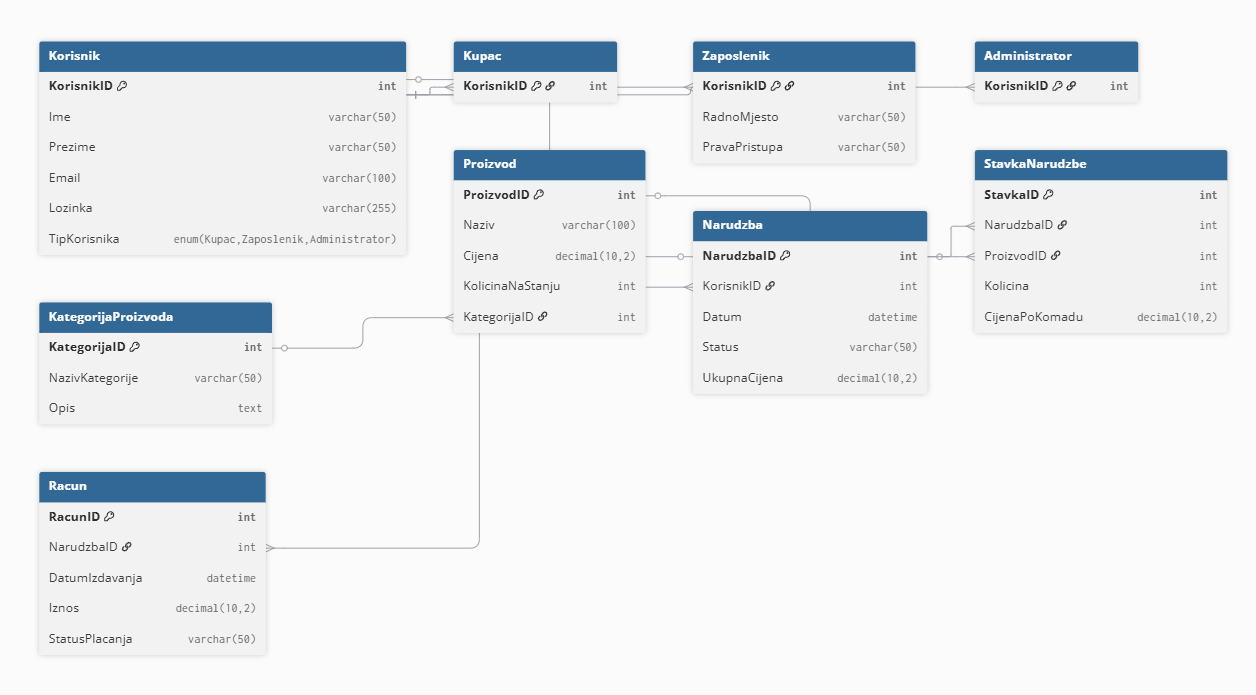 Korisnik
KorisnikID int
Ime varchar(50)
Prezime varchar(50)
Email varchar(100)
Lozinka varchar(255)
TipKorisnika enum(Kupac,Zaposlenik,Administrator)
Kupac
KorisnikID int
Zaposlenik
KorisnikID int
RadnoMjesto varchar(50)
PravaPristupa varchar(50)
Administrator
KorisnikID int
Proizvod
ProizvodID int
Naziv varchar(100)
Cijena decimal(10,2)
KolicinaNaStanju int
KategorijaID int
Narudzba
NarudzbaID int
KorisnikID int
Datum datetime
Status varchar(50)
UkupnaCijena decimal(10,2)
StavkaNarudzbe
StavkaID int
NarudzbaID int
ProizvodID int
Kolicina int
CijenaPoKomadu decimal(10,2)
KategorijaProizvoda
KategorijaID int
NazivKategorije varchar(50)
Opis text
Racun
RacunID int
NarudzbaID int
DatumIzdavanja datetime
Iznos decimal(10,2)
StatusPlacanja varchar(50)